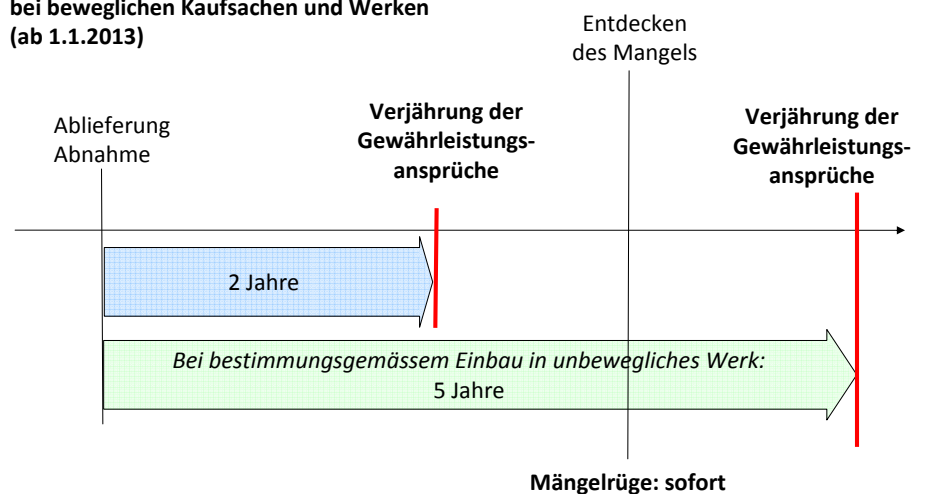 bei beweglichen Kaufsachen und Werken
(ab 1.1.2013)
Entdecken
des Mangels
Ablieferung
Abnahme
Verjährung der
Gewährleistungs-
ansprüche
Verjährung der
Gewährleistungs-
ansprüche
2 Jahre
Bei bestimmungsgemässem Einbau in unbewegliches Werk:
5 Jahre
Mängelrüge: sofort